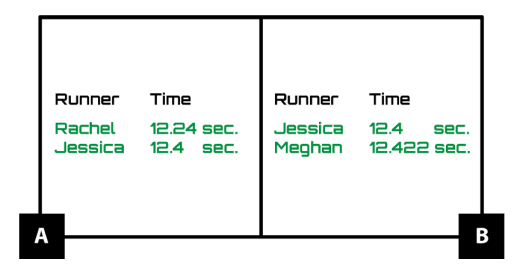 Runner Time
Rachel 12.24 sec.
Jessica 12.4 sec.
Runner Time
Jessica 12.4 sec.
Meghan 12.422 sec.
A
B